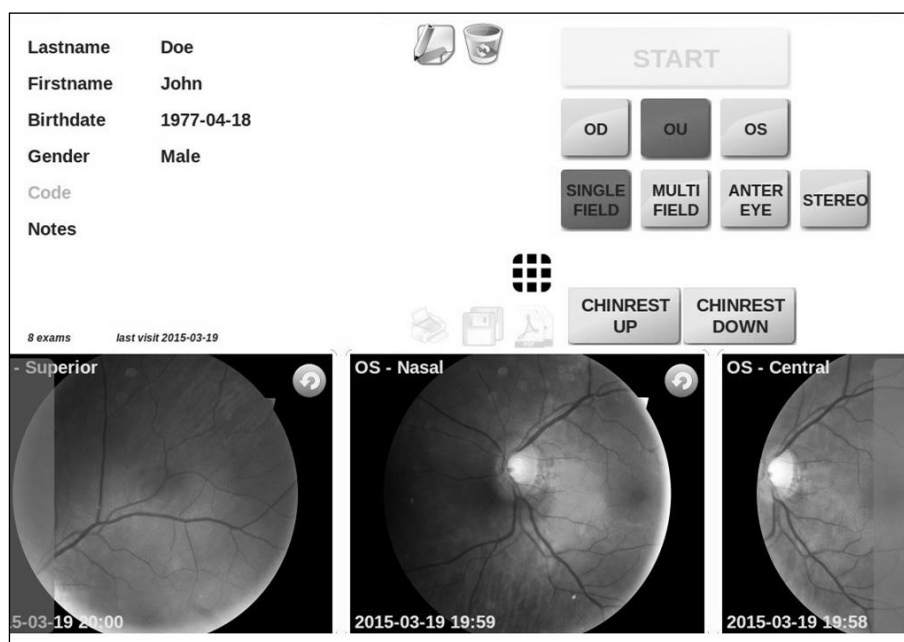 Lastname Doe
Firstname John
Birthdate 1977-04-18
Gender Male
Code
Notes
8 exams last visit 2015-03-19
START
OD OU OS
SINGLE FIELD
MULTI FIELD
ANTER EYE
STEREO
CHINREST UP
CHINREST DOWN
PDF
- Superior
5-03-19 20:00
OS - Nasal
2015-03-19 19:59
OS - Central
2015-03-19 19:58